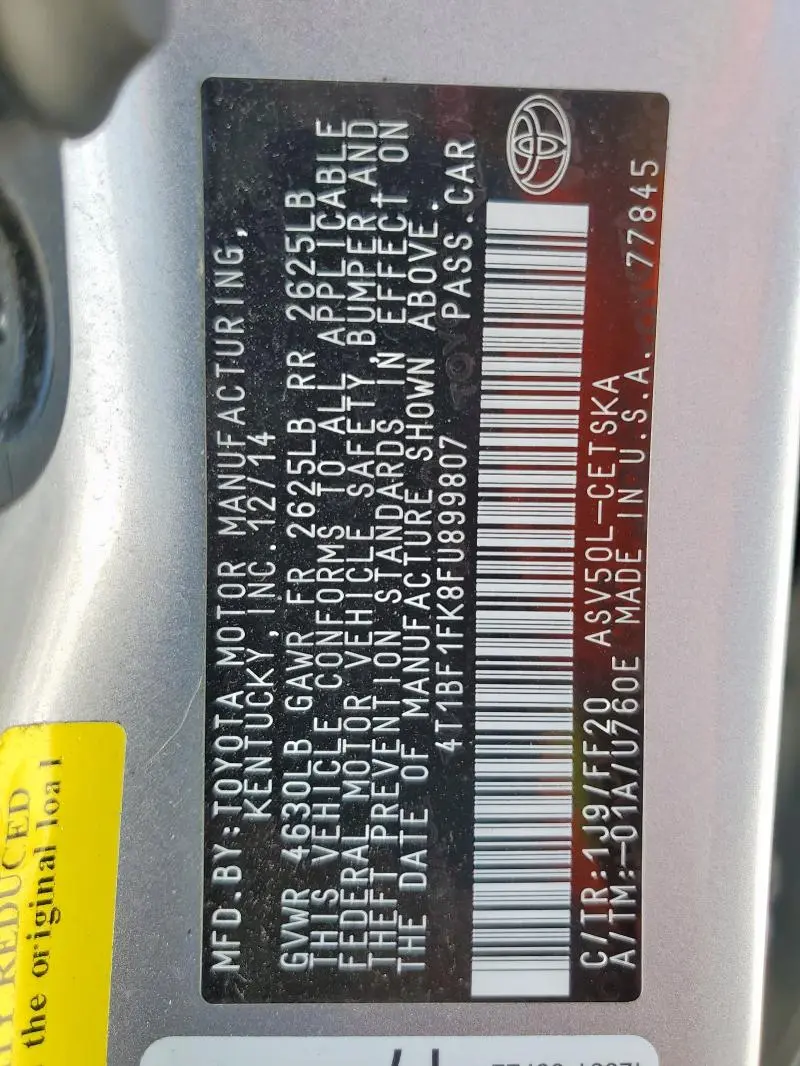 MFD.BY:TOYOTA MOTOR MANUFACTURING,
KENTUCKY,INC.12/14
GVWR 4630LB GAWR FR 2625LB RR 2625LB
THIS VEHICLE CONFORMS TO ALL APPLICABLE
FEDERAL MOTOR VEHICLE SAFETY,BUMPER,AND
THEFT PREVENTION STANDARDS IN EFFECT ON
THE DATE OF MANUFACTURE SHOWN ABOVE.
4T1BF1FK8FU899807 PASS.CAR
C/TR:1J9/FF20 ASV50L-CETSKA
A/TM:-01A/U760E MADE IN U.S.A. 77845
REDUCED
the original